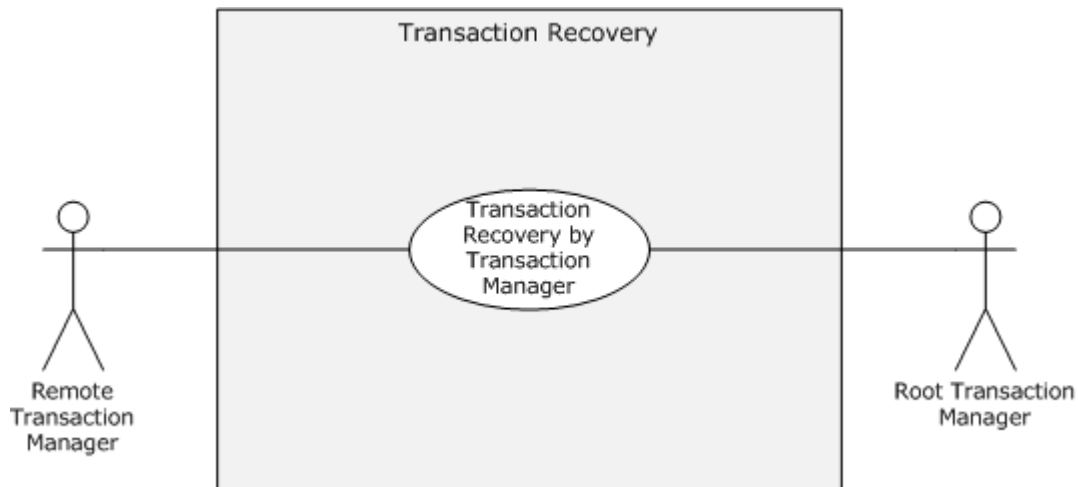 Transaction Recovery
Transaction
Recovery by
Transaction
Manager
Remote
Transaction
Manager
Root Transaction
Manager